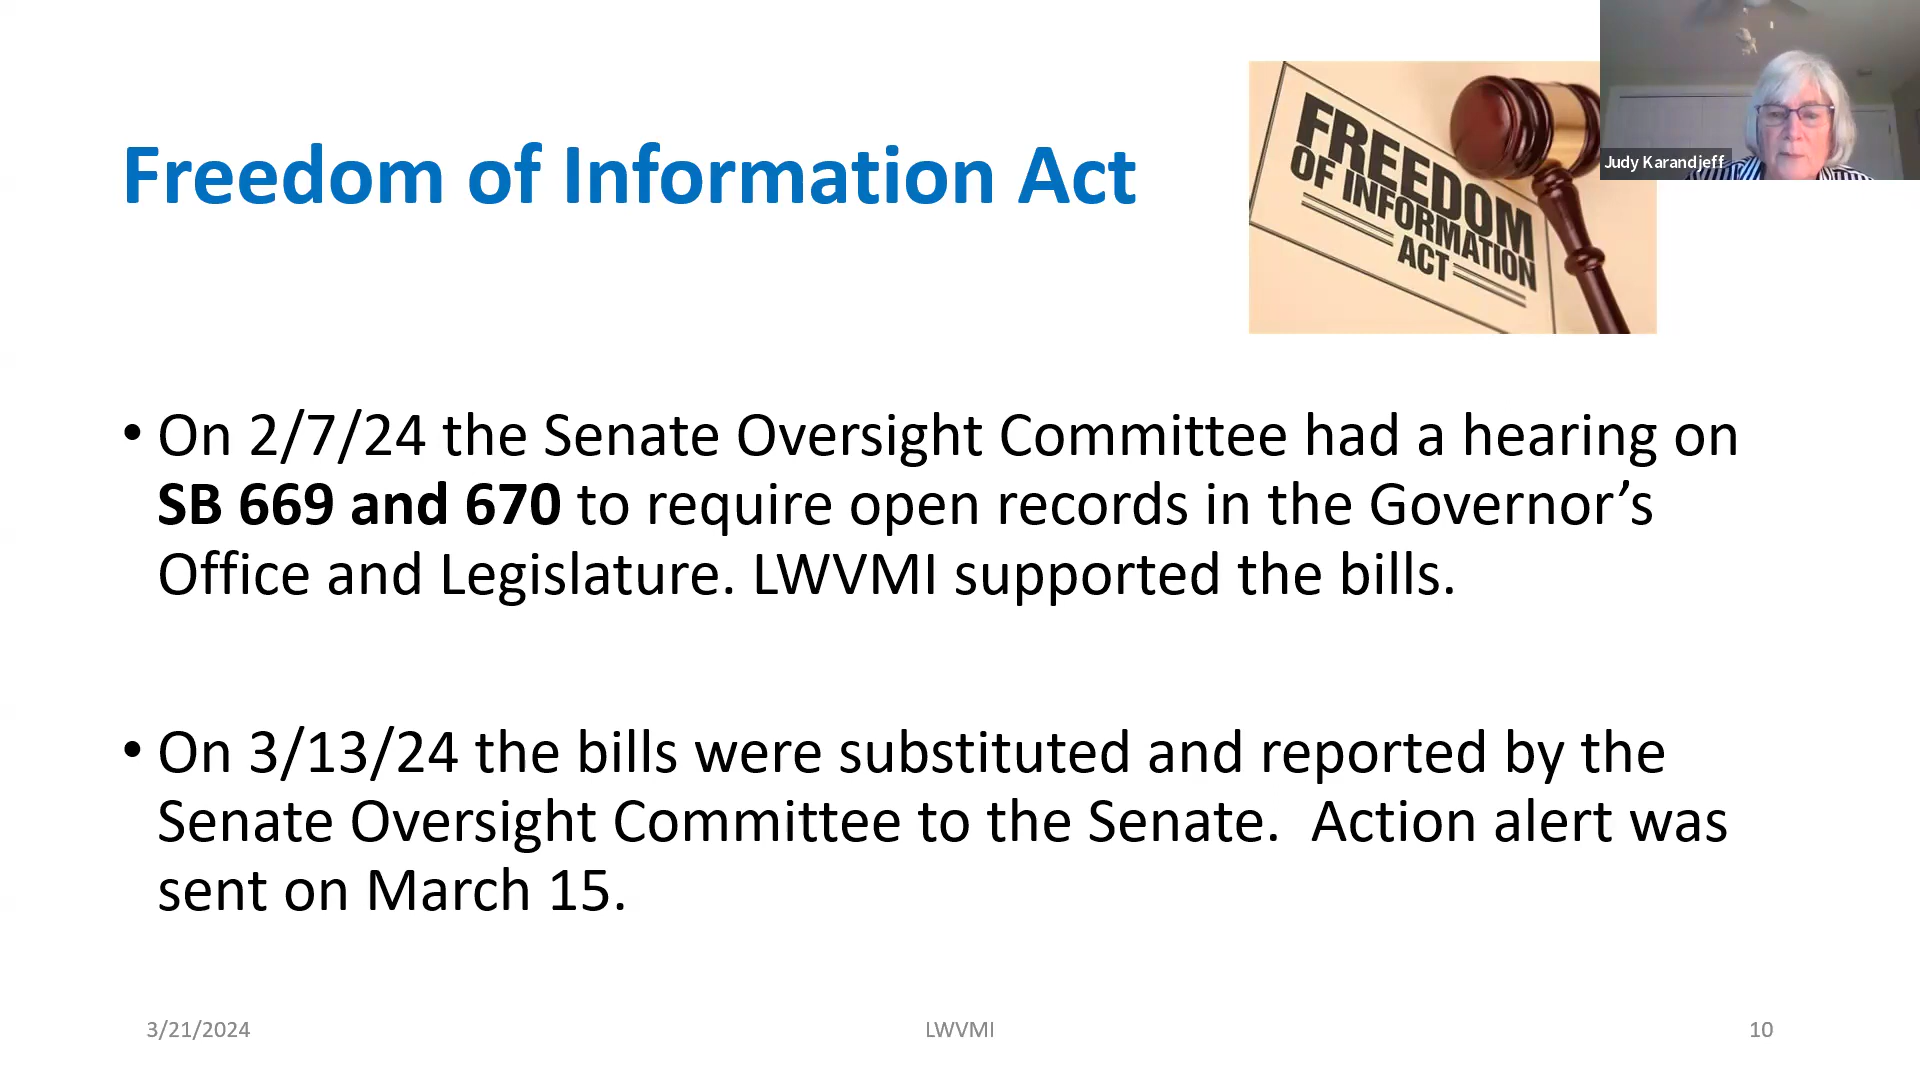 Judy Karandjeff
Freedom of Information Act
FREEDOM
OF INFORMATION
ACT
• On 2/7/24 the Senate Oversight Committee had a hearing on
SB 669 and 670 to require open records in the Governor’s
Office and Legislature. LWVMI supported the bills.
• On 3/13/24 the bills were substituted and reported by the
Senate Oversight Committee to the Senate.  Action alert was
sent on March 15.
3/21/2024
LWVMI
10